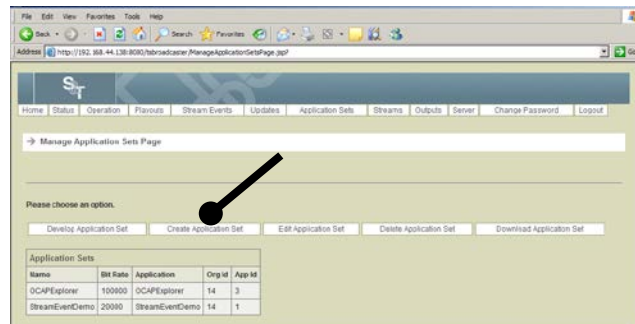 File Edit View Favorites Tools Help
Back Search Favorites
Address http://192.168.44.138:8080/tsbroadcaster/ManageApplicationSetsPage.jsp? Go
S&T
Home Status Operation Playouts Stream Events Updates Application Sets Streams Outputs Server Change Password Logout
Manage Application Sets Page
Please choose an option.
Develop Application Set Create Application Set Edit Application Set Delete Application Set Download Application Set
Application Sets
Name Bit Rate Application Org id App Id
OCAPExplorer 100000 OCAPExplorer 14 3
StreamEventDemo 20000 StreamEventDemo 14 1